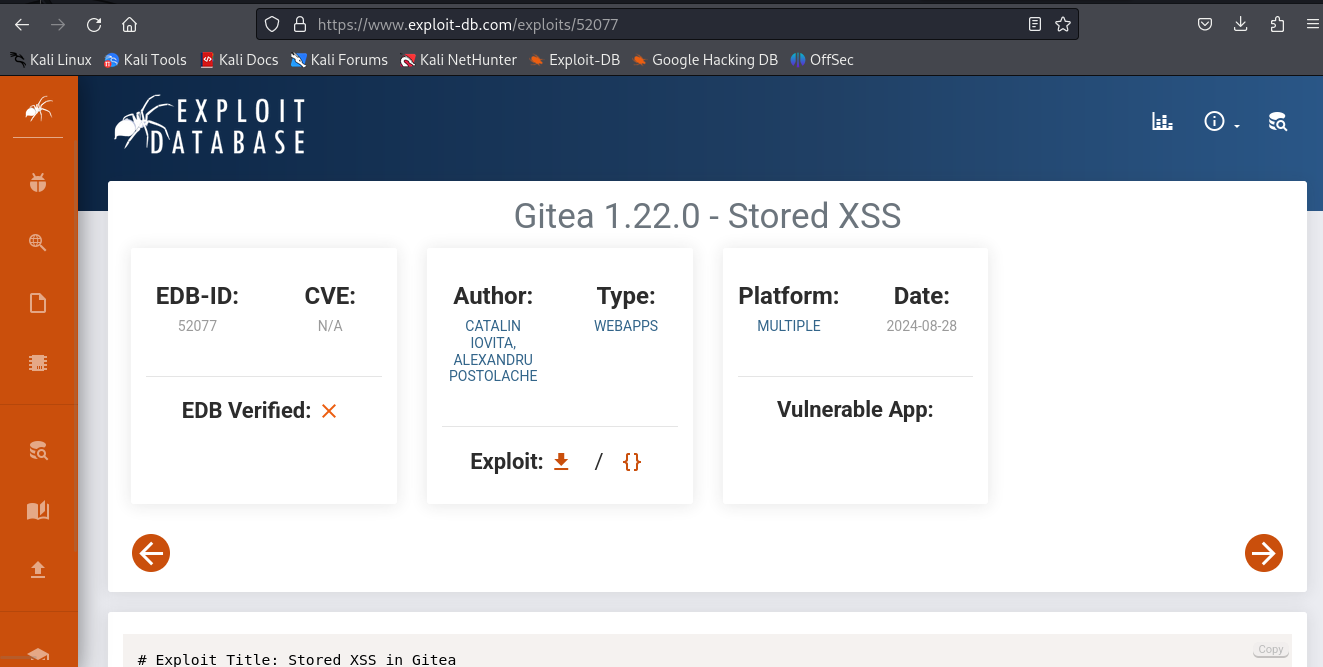 https://www.exploit-db.com/exploits/52077
Kali Linux Kali Tools Kali Docs Kali Forums Kali NetHunter Exploit-DB Google Hacking DB OffSec
EXPLOIT
DATABASE
Gitea 1.22.0 - Stored XSS
EDB-ID:
52077
CVE:
N/A
EDB Verified:
Author:
CATALIN
IOVITA,
ALEXANDRU
POSTOLACHE
Type:
WEBAPPS
Exploit: / {}
Platform:
MULTIPLE
Date:
2024-08-28
Vulnerable App:
Copy
# Exploit Title: Stored XSS in Gitea